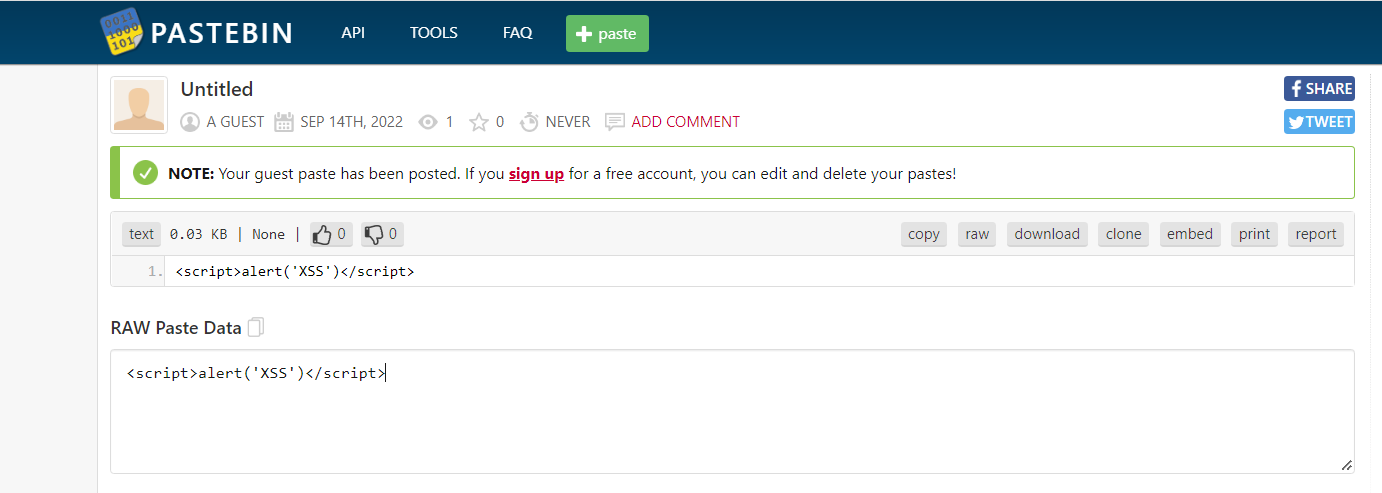 0011 1000 101 PASTEBIN API TOOLS FAQ + paste
Untitled
SHARE
A GUEST SEP 14TH, 2022 1 0 NEVER ADD COMMENT
TWEET
NOTE: Your guest paste has been posted. If you sign up for a free account, you can edit and delete your pastes!
text 0.03 KB | None | 0 0 copy raw download clone embed print report
1. <script>alert('XSS')</script>
RAW Paste Data
<script>alert('XSS')</script>